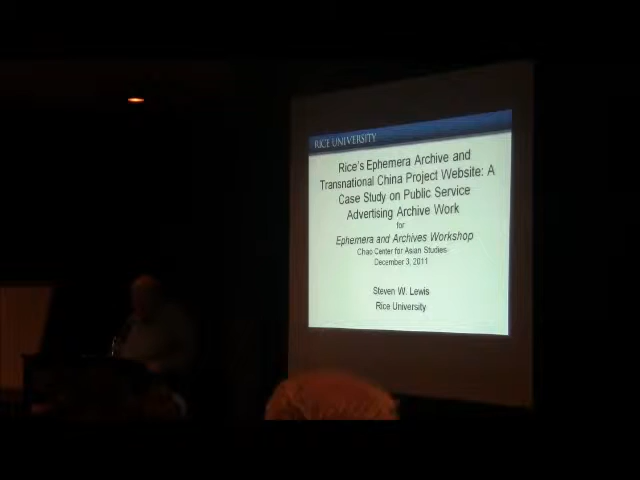 RICE UNIVERSITY
Rice's Ephemera Archive and
Transnational China Project Website: A
Case Study on Public Service
Advertising Archive Work
for
Ephemera and Archives Workshop
Chao Center for Asian Studies
December 3, 2011
Steven W. Lewis
Rice University